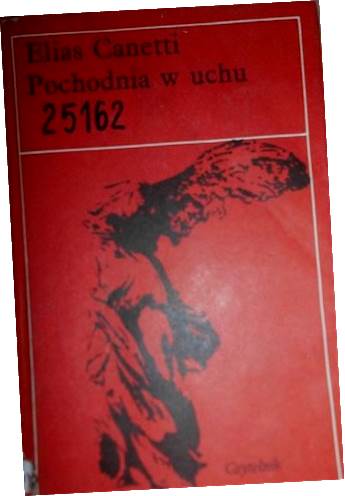 Elias Canetti
Pochodnia w uchu
25162
Czytelnik